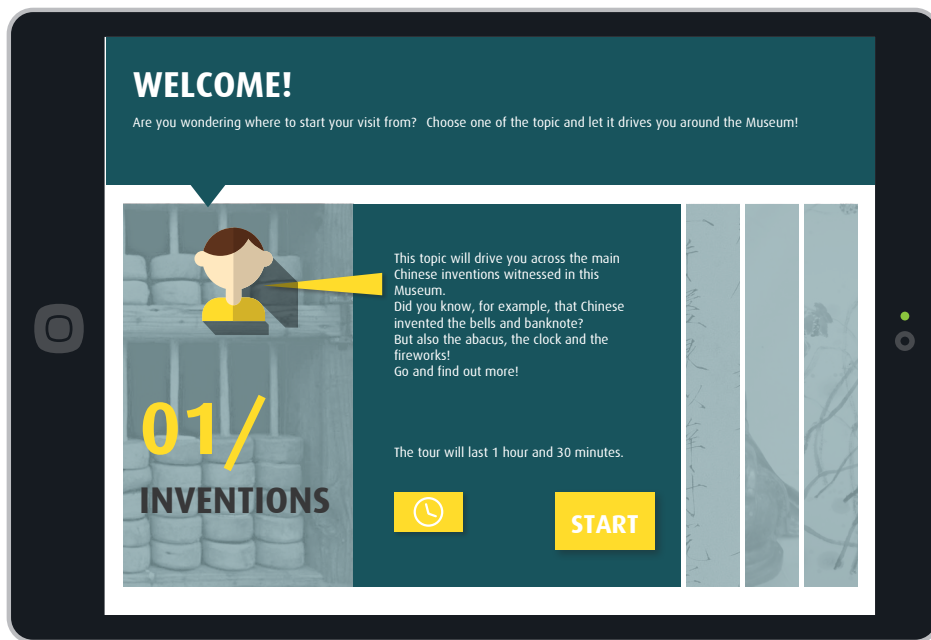 WELCOME!
Are you wondering where to start your visit from? Choose one of the topic and let it drives you around the Museum!
This topic will drive you across the main
Chinese inventions witnessed in this
Museum.
Did you know, for example, that Chinese
invented the bells and banknote?
But also the abacus, the clock and the
fireworks!
Go and find out more!
01/
INVENTIONS
The tour will last 1 hour and 30 minutes.
START